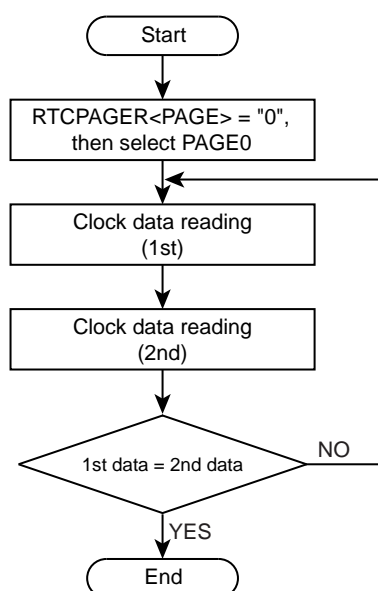 Start
RTCPAGER<PAGE> = "0",
then select PAGE0
Clock data reading
(1st)
Clock data reading
(2nd)
1st data = 2nd data
NO
YES
End